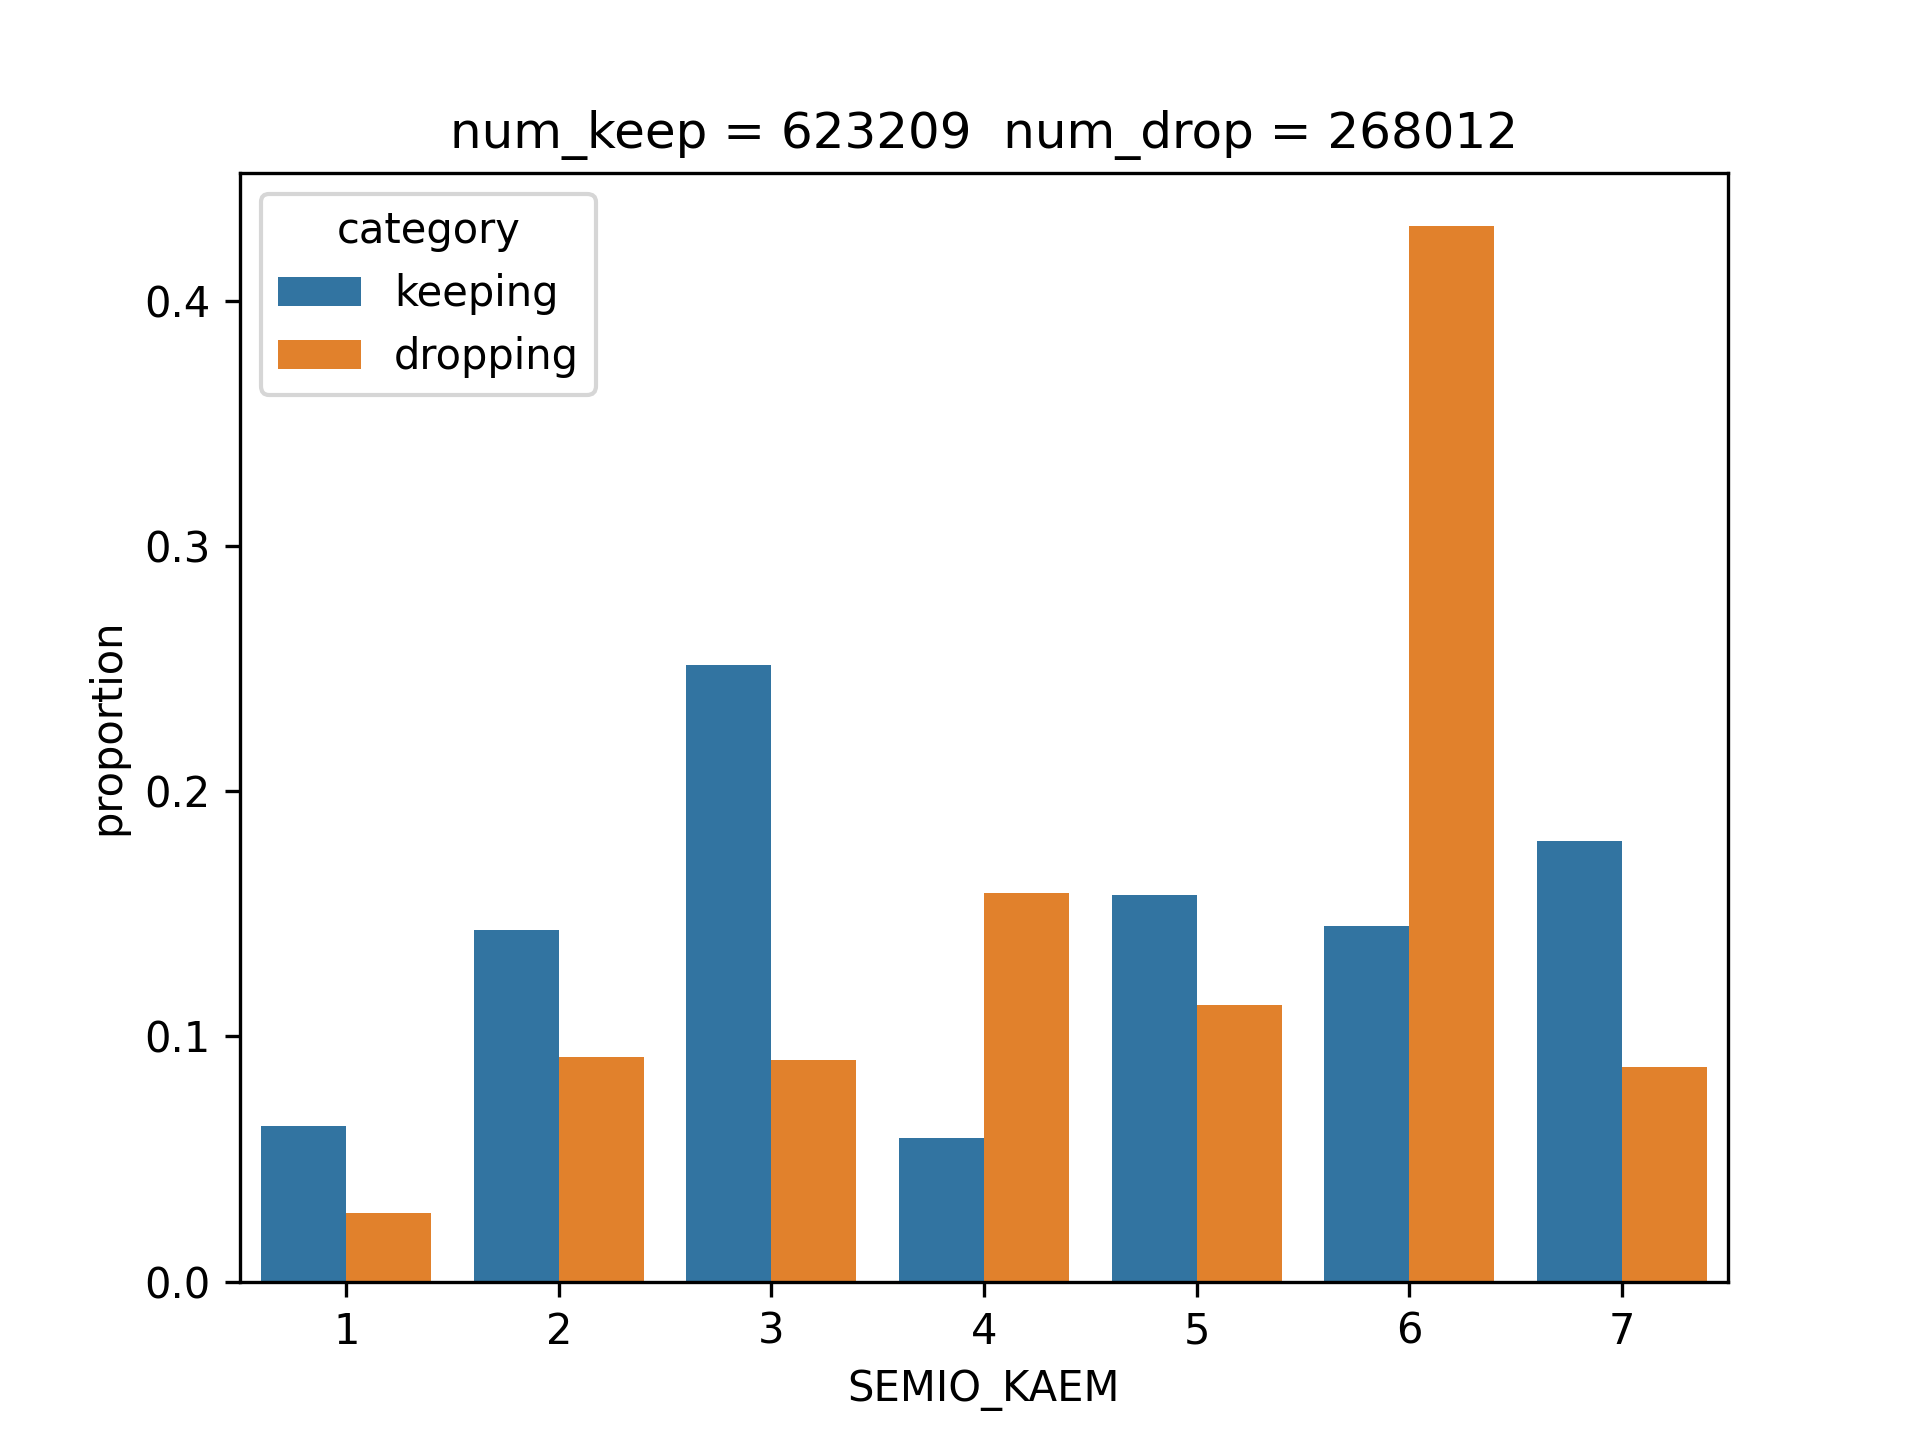 num_keep = 623209  num_drop = 268012
category
keeping
dropping
proportion
0.4
0.3
0.2
0.1
0.0
1 2 3 4 5 6 7
SEMIO_KAEM